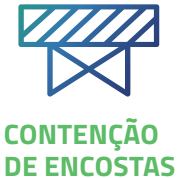 CONTENÇÃO
DE ENCOSTAS